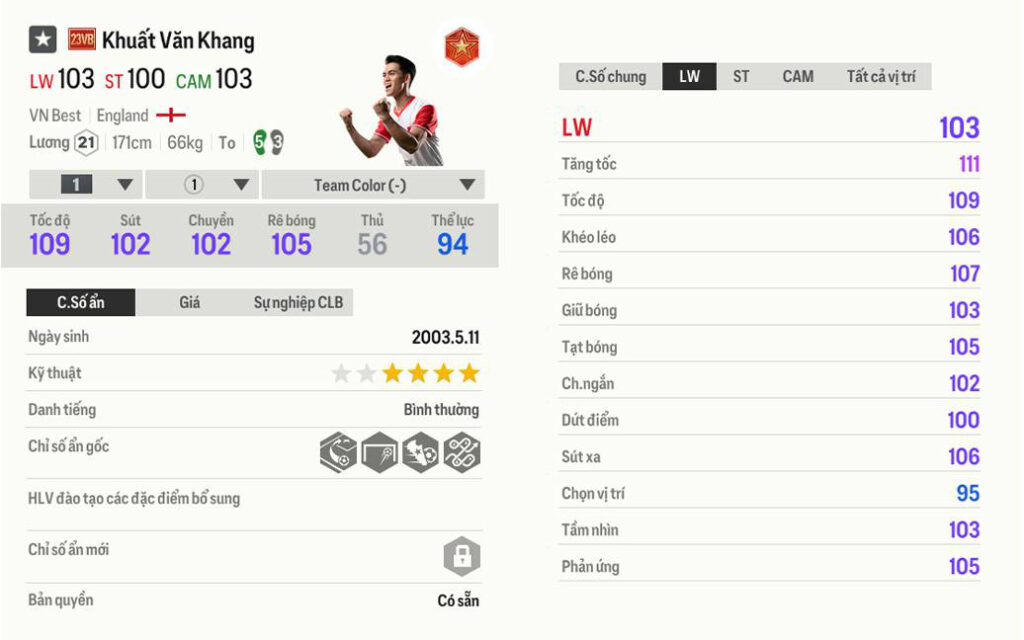 23VB Khuất Văn Khang
LW 103 ST 100 CAM 103
VN Best England
Lương 21 171cm 66kg To 5 3
1 1 Team Color (-)
Tốc độ Sút Chuyền Rê bóng Thủ Thể lực
109 102 102 105 56 94
C.Số ẩn Giá Sự nghiệp CLB
Ngày sinh 2003.5.11
Kỹ thuật
Danh tiếng Bình thường
Chỉ số ẩn gốc
HLV đào tạo các đặc điểm bổ sung
Chỉ số ẩn mới
Bản quyền Có sẵn
C.Số chung LW ST CAM Tất cả vị trí
LW 103
Tăng tốc 111
Tốc độ 109
Khéo léo 106
Rê bóng 107
Giữ bóng 103
Tạt bóng 105
Ch.ngắn 102
Dứt điểm 100
Sút xa 106
Chọn vị trí 95
Tầm nhìn 103
Phản ứng 105